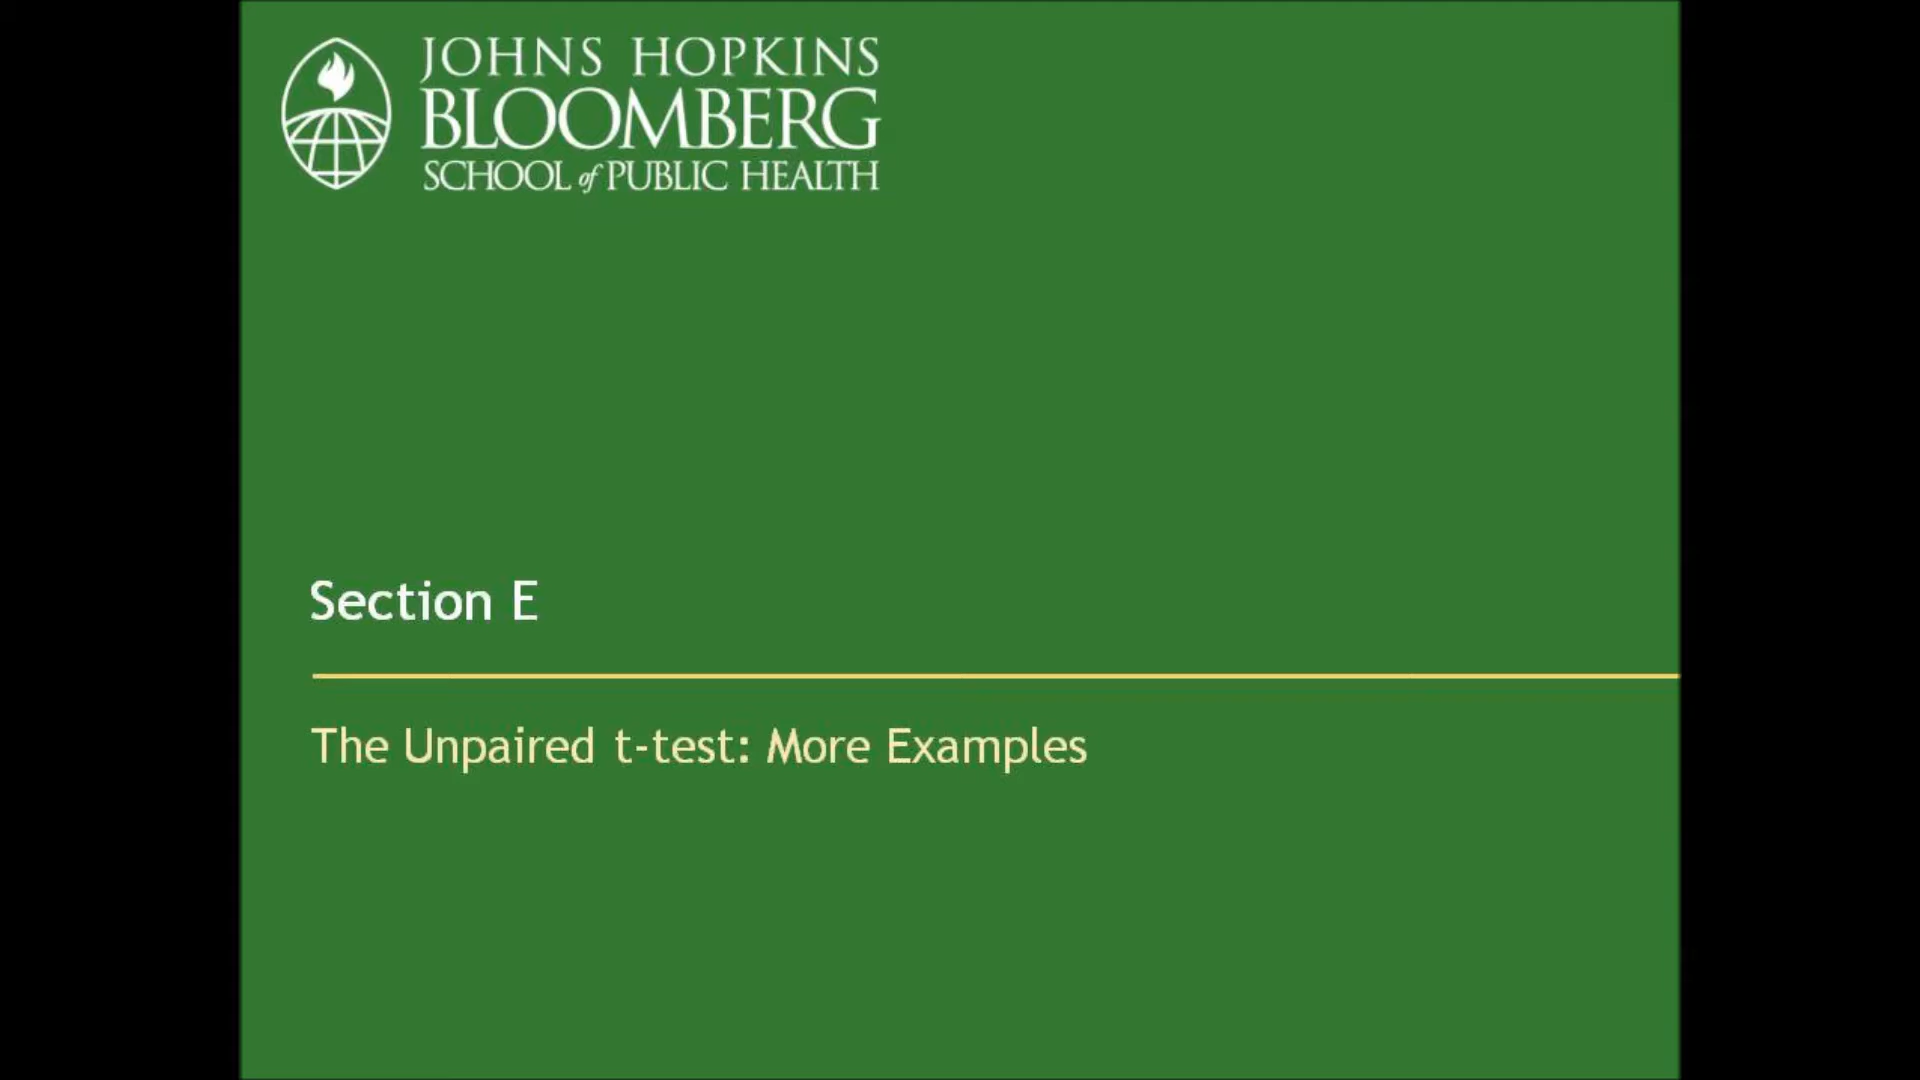 JOHNS HOPKINS
BLOOMBERG
SCHOOL of PUBLIC HEALTH
Section E
The Unpaired t-test: More Examples